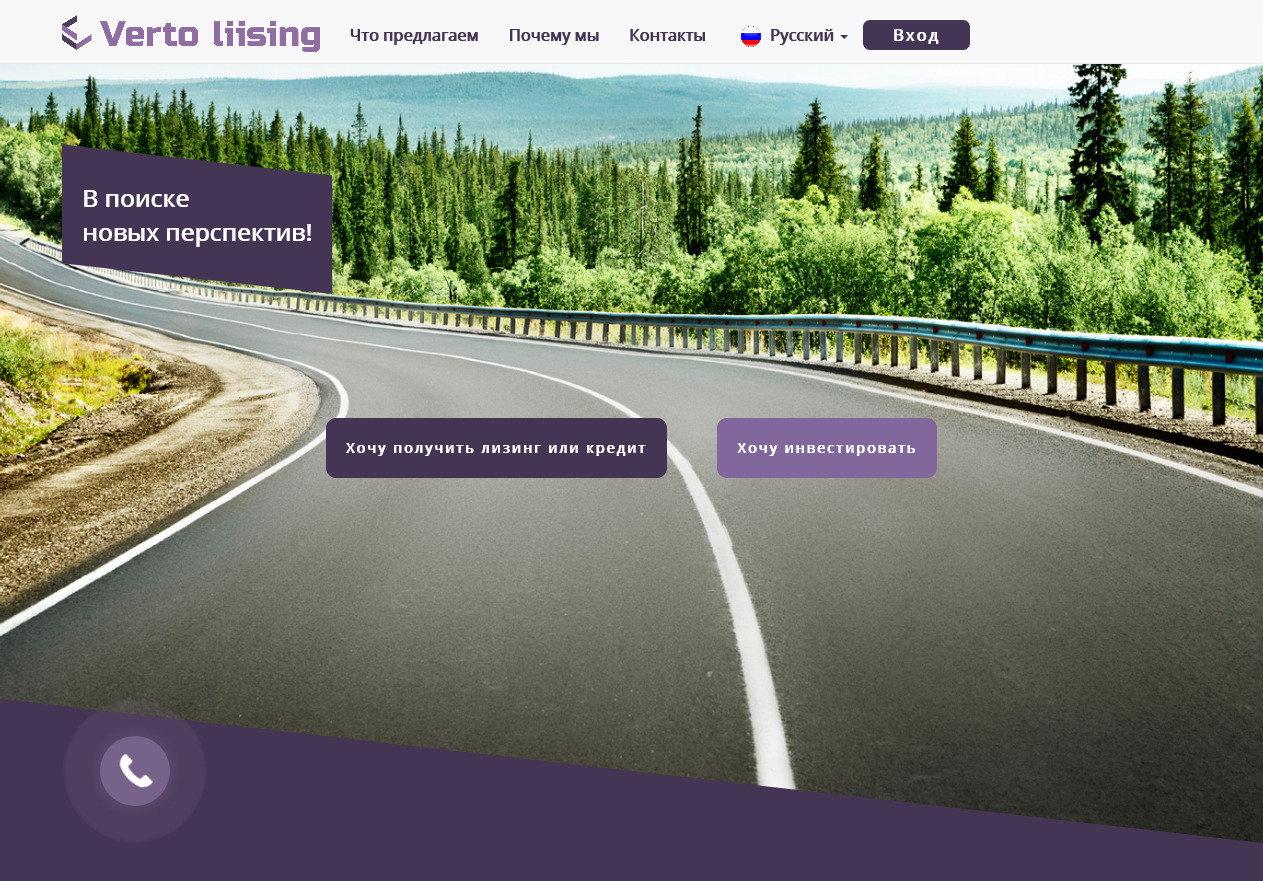 Verto liising
Что предлагаем
Почему мы
Контакты
Русский
Вход
В поиске
новых перспектив!
Хочу получить лизинг или кредит
Хочу инвестировать